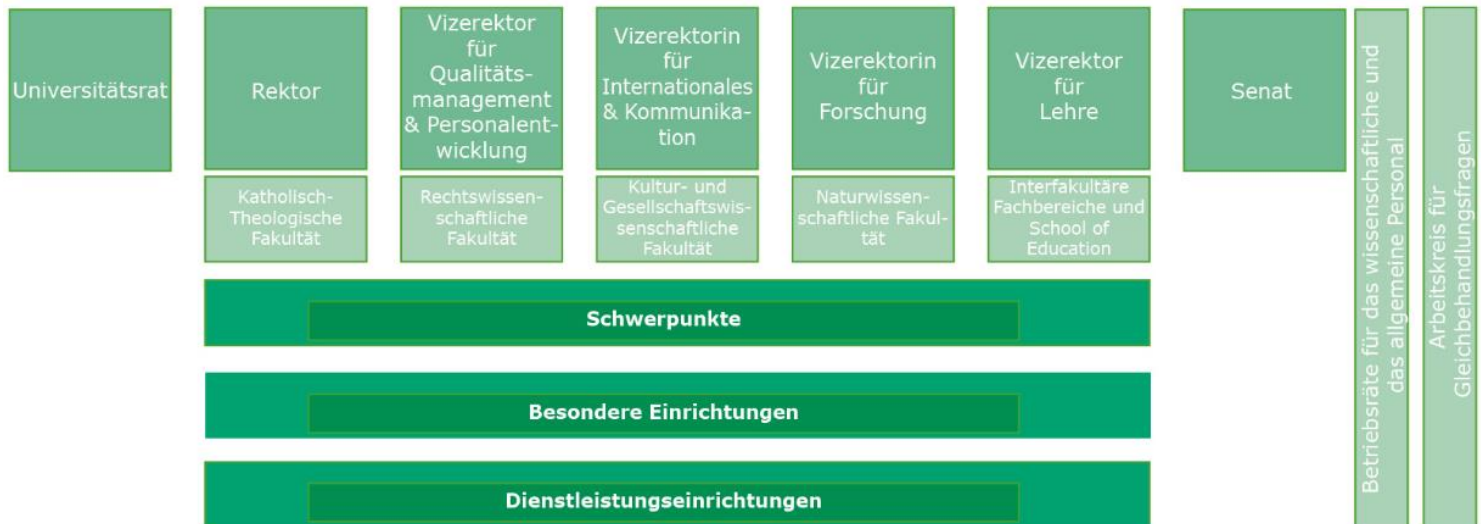 Universitätsrat
Rektor
Vizerektor
für
Qualitäts-
management
& Personalent-
wicklung
Vizerektorin
für
Internationales
& Kommunika-
tion
Vizerektorin
für
Forschung
Vizerektor
für
Lehre
Senat
Katholisch-
Theologische
Fakultät
Rechtswissen-
schaftliche
Fakultät
Kultur- und
Gesellschaftswis-
senschaftliche
Fakultät
Naturwissen-
schaftliche Fakul-
tät
Interfakultäre
Fachbereiche und
School of
Education
Schwerpunkte
Besondere Einrichtungen
Dienstleistungseinrichtungen
Betriebsräte für das wissenschaftliche und
das allgemeine Personal
Arbeitskreis für
Gleichbehandlungsfragen